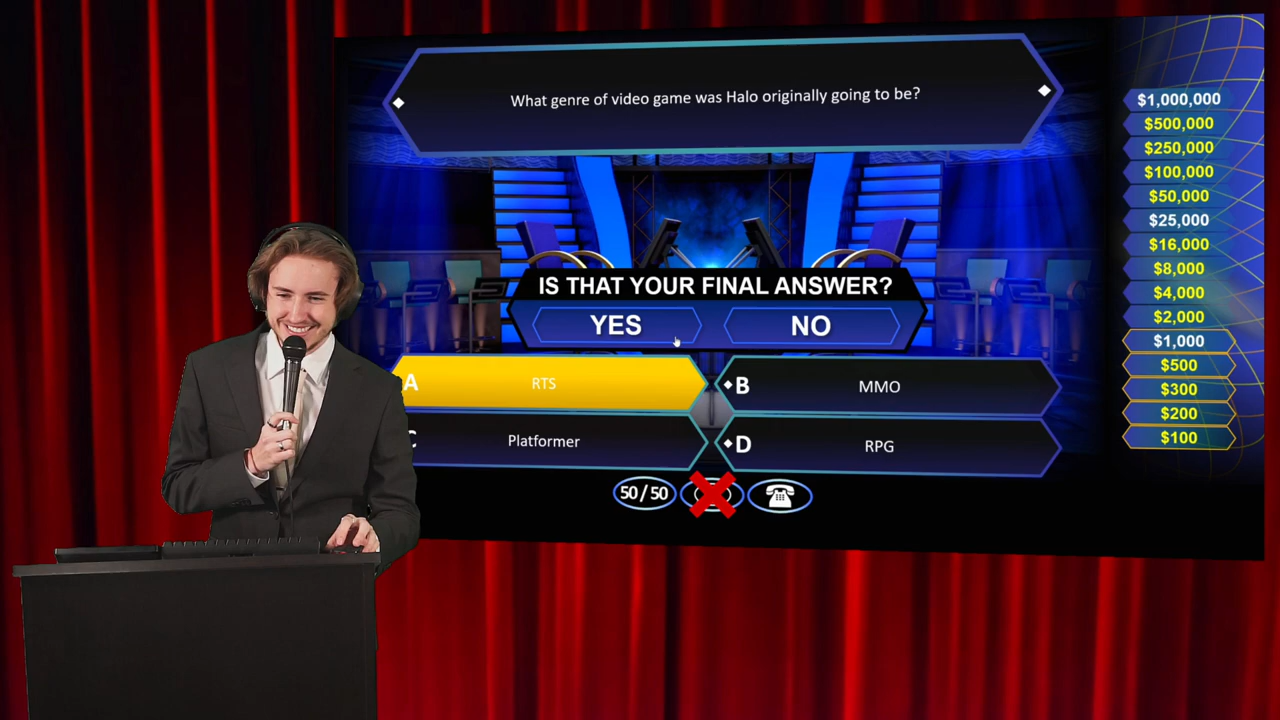 What genre of video game was Halo originally going to be?
IS THAT YOUR FINAL ANSWER?
YES
NO
A RTS
B MMO
C Platformer
D RPG
50/50
$1,000,000
$500,000
$250,000
$100,000
$50,000
$25,000
$16,000
$8,000
$4,000
$2,000
$1,000
$500
$300
$200
$100